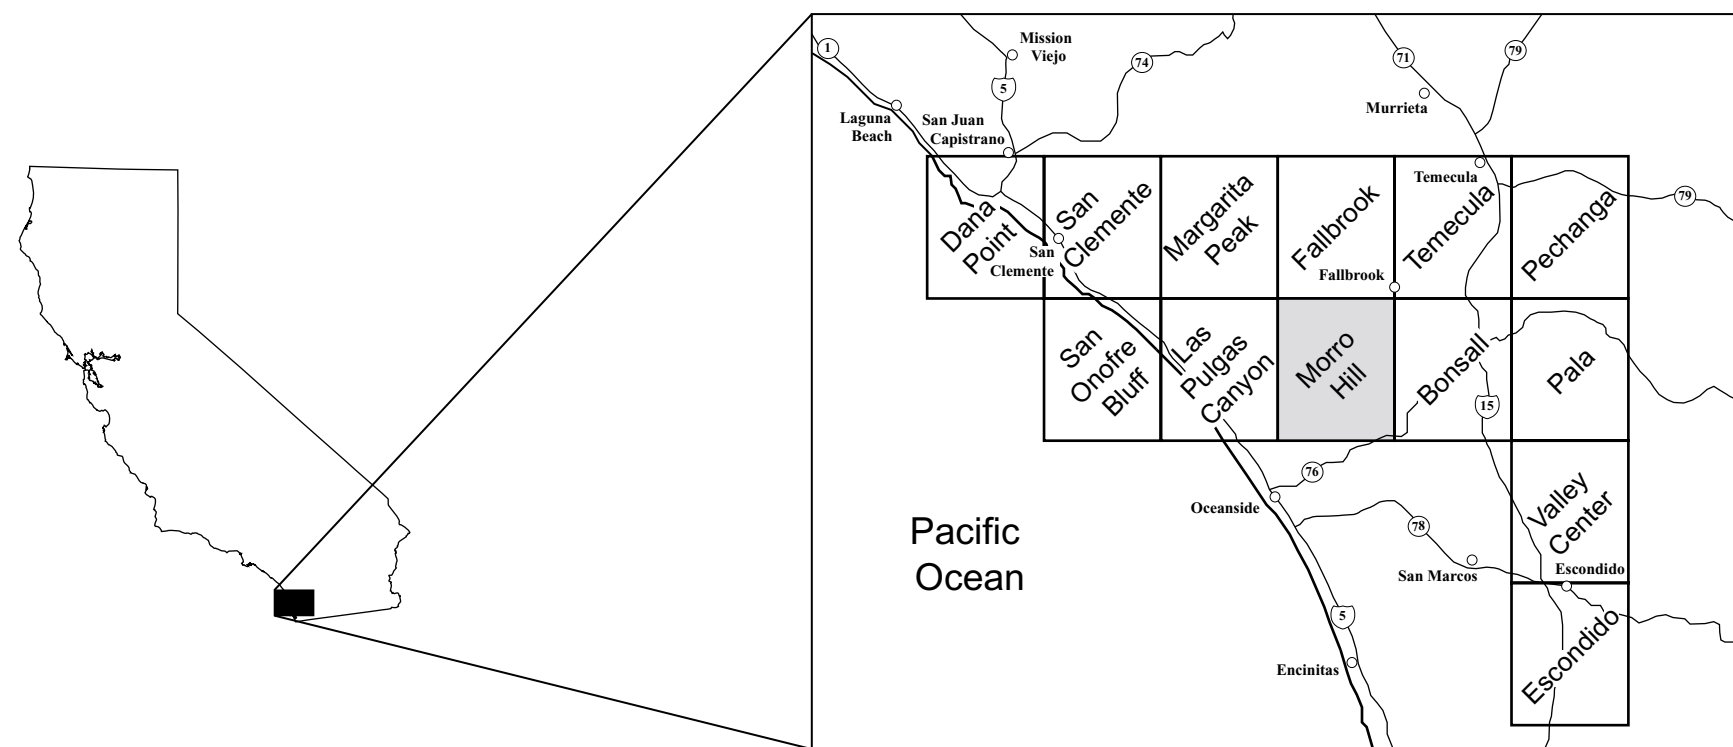 1
Mission
Viejo
74
71
79
5
Murrieta
Laguna
Beach
San Juan
Capistrano
Temecula
79
Dana
Point
San
Clemente
San
Clemente
Margarita
Peak
Fallbrook
Fallbrook
Temecula
Pechanga
San
Onofre
Bluff
Las
Pulgas
Canyon
Morro
Hill
Bonsall
15
Pala
76
Oceanside
78
San Marcos
Valley
Center
Escondido
Pacific
Ocean
5
Encinitas
Escondido